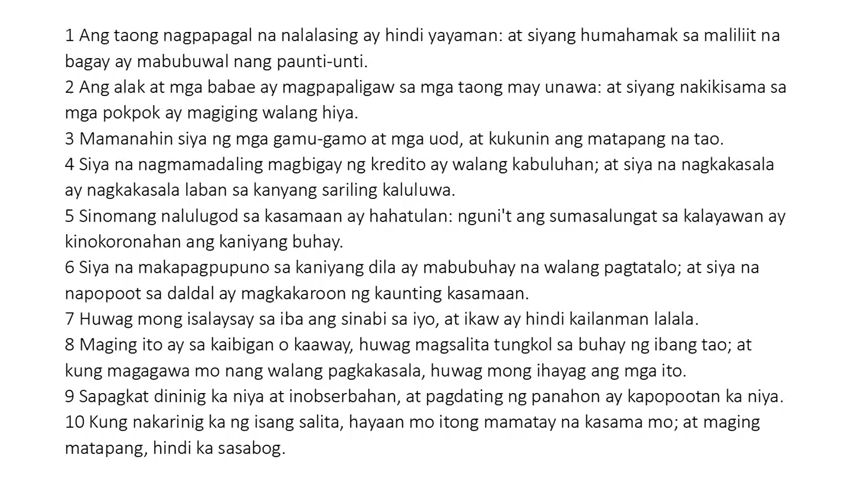 1 Ang taong nagpapagal na nalalasing ay hindi yayaman: at siyang humahamak sa maliliit na
bagay ay mabubuwal nang paunti-unti.
2 Ang alak at mga babae ay magpapaligaw sa mga taong may unawa: at siyang nakikisama sa
mga pokpok ay magiging walang hiya.
3 Mamanahin siya ng mga gamu-gamo at mga uod, at kukunin ang matapang na tao.
4 Siya na nagmamadaling magbigay ng kredito ay walang kabuluhan; at siya na nagkakasala
ay nagkakasala laban sa kanyang sariling kaluluwa.
5 Sinomang nalulugod sa kasamaan ay hahatulan: nguni't ang sumasalungat sa kalayawan ay
kinokoronahan ang kaniyang buhay.
6 Siya na makapagpupuno sa kaniyang dila ay mabubuhay na walang pagtatalo; at siya na
napopoot sa daldal ay magkakaroon ng kaunting kasamaan.
7 Huwag mong isalaysay sa iba ang sinabi sa iyo, at ikaw ay hindi kailanman lalala.
8 Maging ito ay sa kaibigan o kaaway, huwag magsalita tungkol sa buhay ng ibang tao; at
kung magagawa mo nang walang pagkakasala, huwag mong ihayag ang mga ito.
9 Sapagkat dininig ka niya at inobserbahan, at pagdating ng panahon ay kapopootan ka niya.
10 Kung nakarinig ka ng isang salita, hayaan mo itong mamatay na kasama mo; at maging
matapang, hindi ka sasabog.